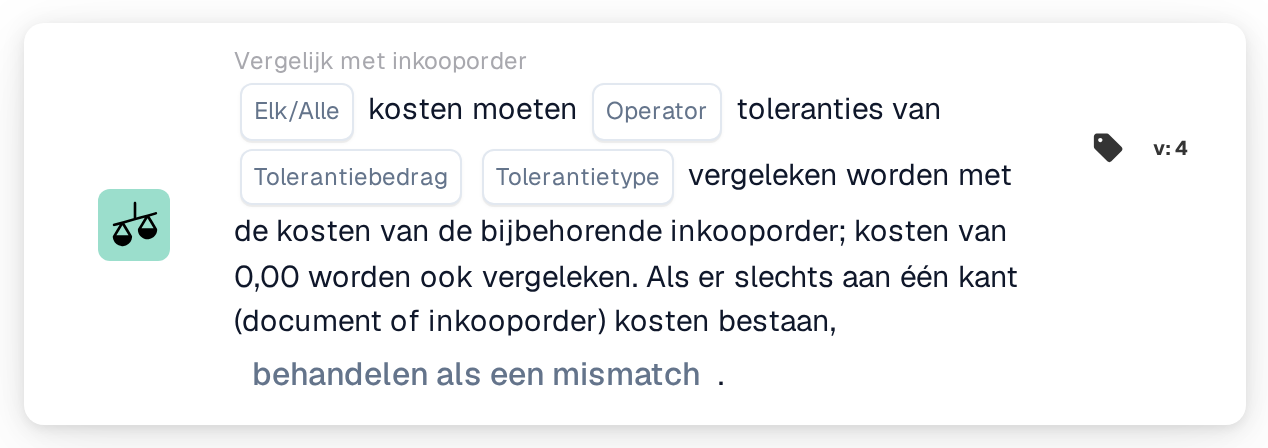 Vergelijk met inkooporder
Elk/Alle kosten moeten Operator toleranties van
Tolerantiebedrag Tolerantietype vergeleken worden met
de kosten van de bijbehorende inkooporder; kosten van
0,00 worden ook vergeleken. Als er slechts aan één kant
(document of inkooporder) kosten bestaan,
behandelen als een mismatch .
v: 4